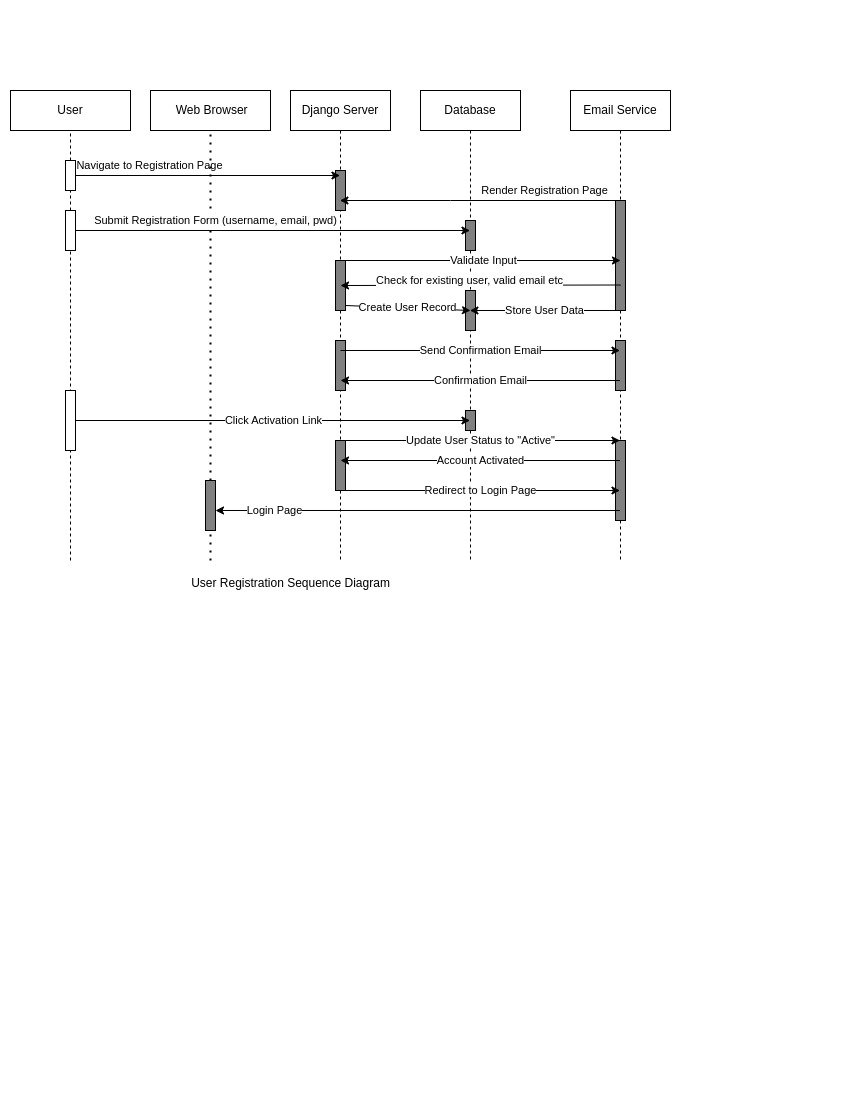 User
Web Browser
Django Server
Database
Email Service
Navigate to Registration Page
Render Registration Page
Submit Registration Form (username, email, pwd)
Validate Input
Check for existing user, valid email etc
Create User Record
Store User Data
Send Confirmation Email
Confirmation Email
Click Activation Link
Update User Status to "Active"
Account Activated
Redirect to Login Page
Login Page
User Registration Sequence Diagram